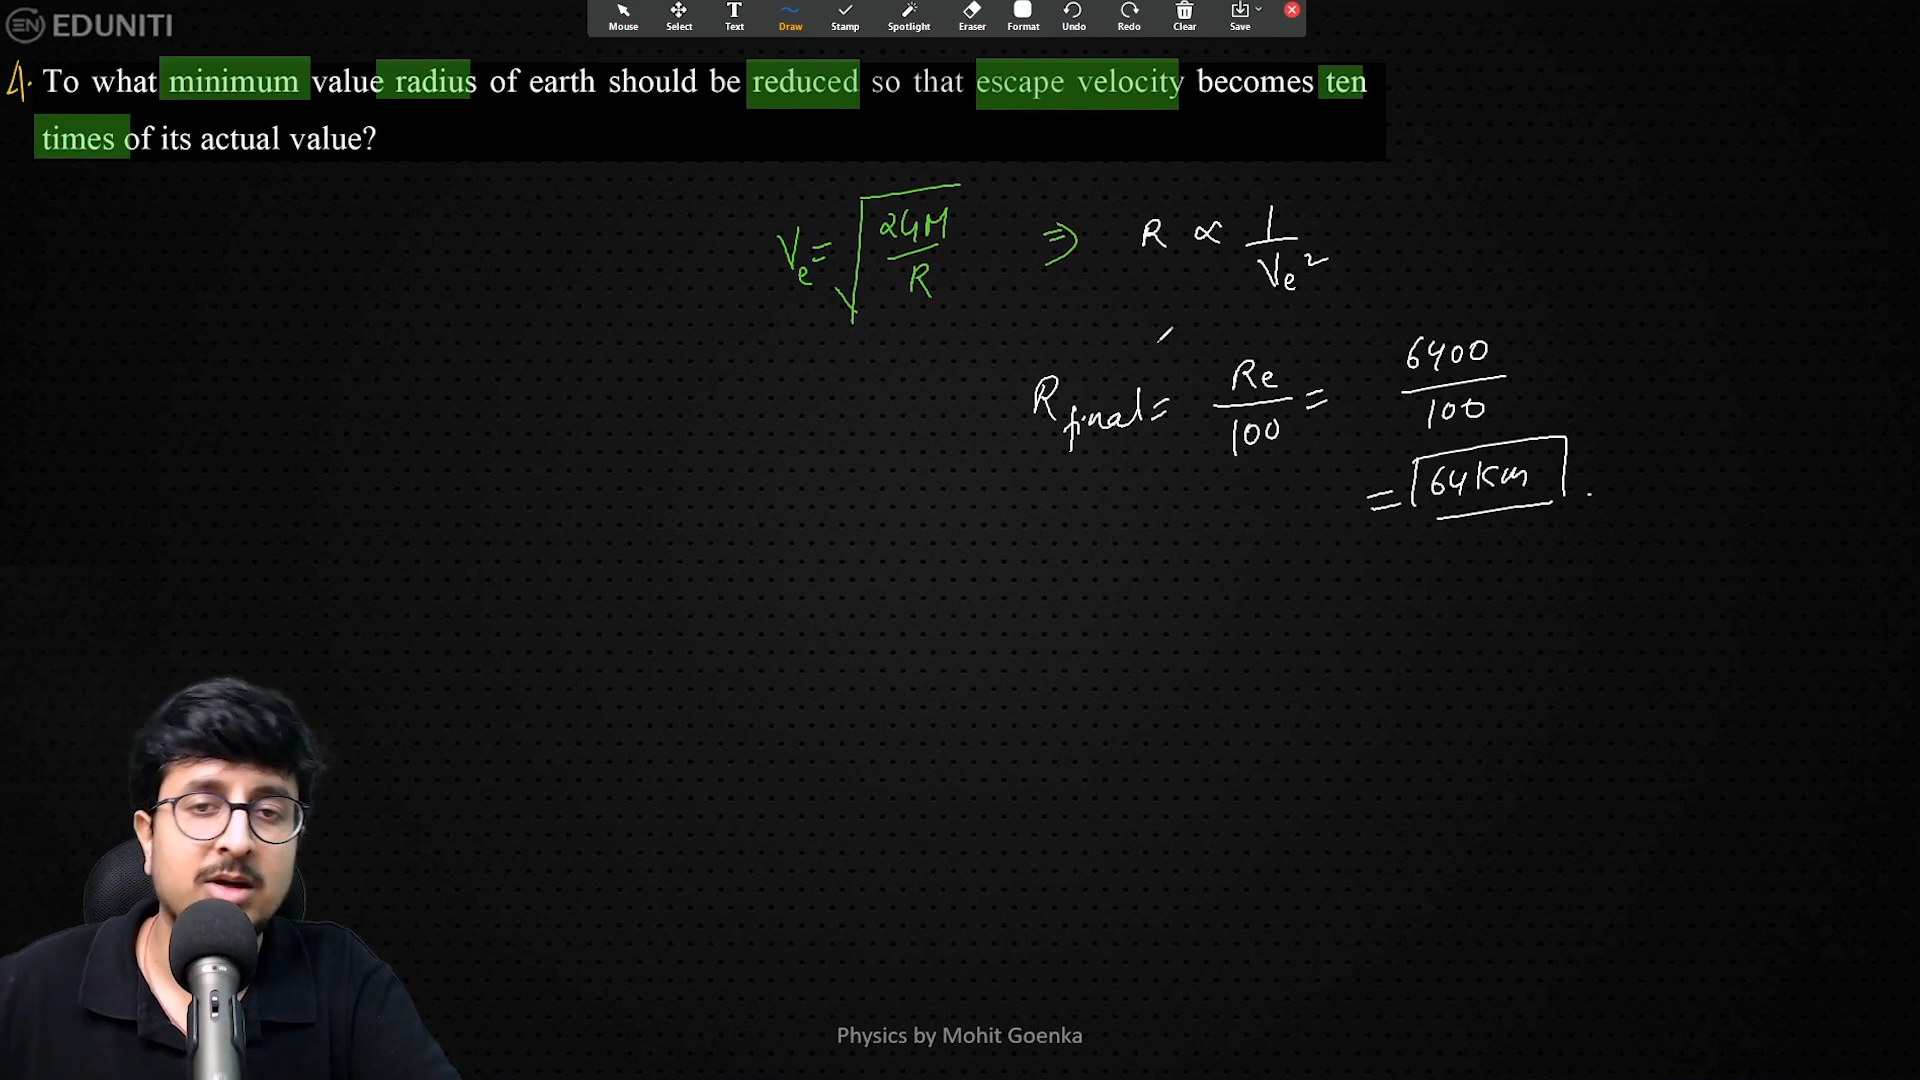 EN EDUNITI
Mouse Select Text Draw Stamp Spotlight Eraser Format Undo Redo Clear Save
4. To what minimum value radius of earth should be reduced so that escape velocity becomes ten
times of its actual value?
Ve = √(2GM/R) ⇒ R ∝ 1/Ve²
Rfinal = Re/100 = 6400/100
= 64 Km.
Physics by Mohit Goenka